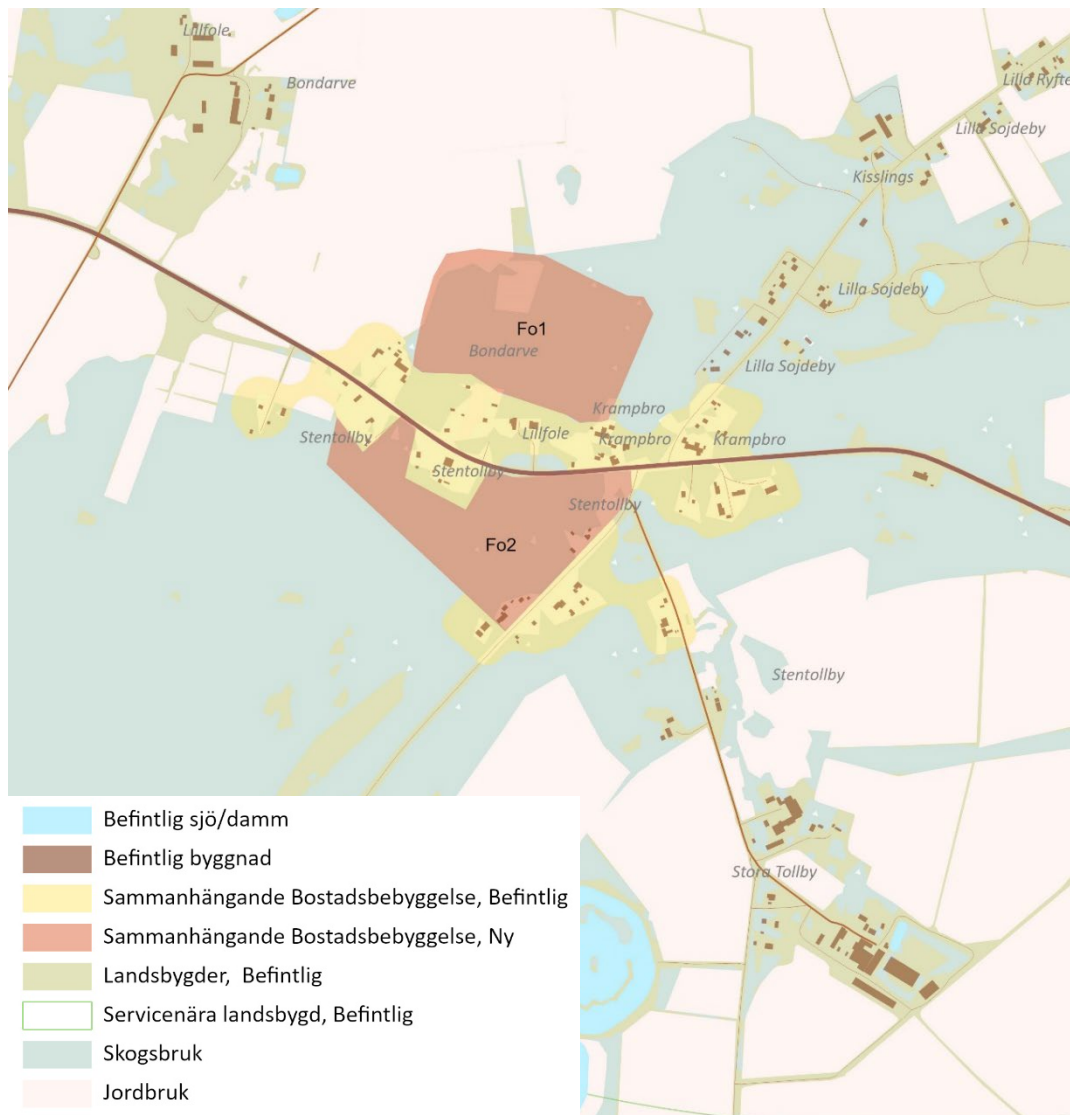 Lillfole
Bondarve
Lilla Ryfte
Lilla Sojdeby
Kisslings
Lilla Sojdeby
Fo1
Bondarve
Lilla Sojdeby
Krampbro
Stentollby
Lillfole
Krampbro
Krampbro
Stentollby
Stentollby
Fo2
Stentollby
Stora Tollby
Befintlig sjö/damm
Befintlig byggnad
Sammanhängande Bostadsbebyggelse, Befintlig
Sammanhängande Bostadsbebyggelse, Ny
Landsbygder, Befintlig
Servicenära landsbygd, Befintlig
Skogsbruk
Jordbruk